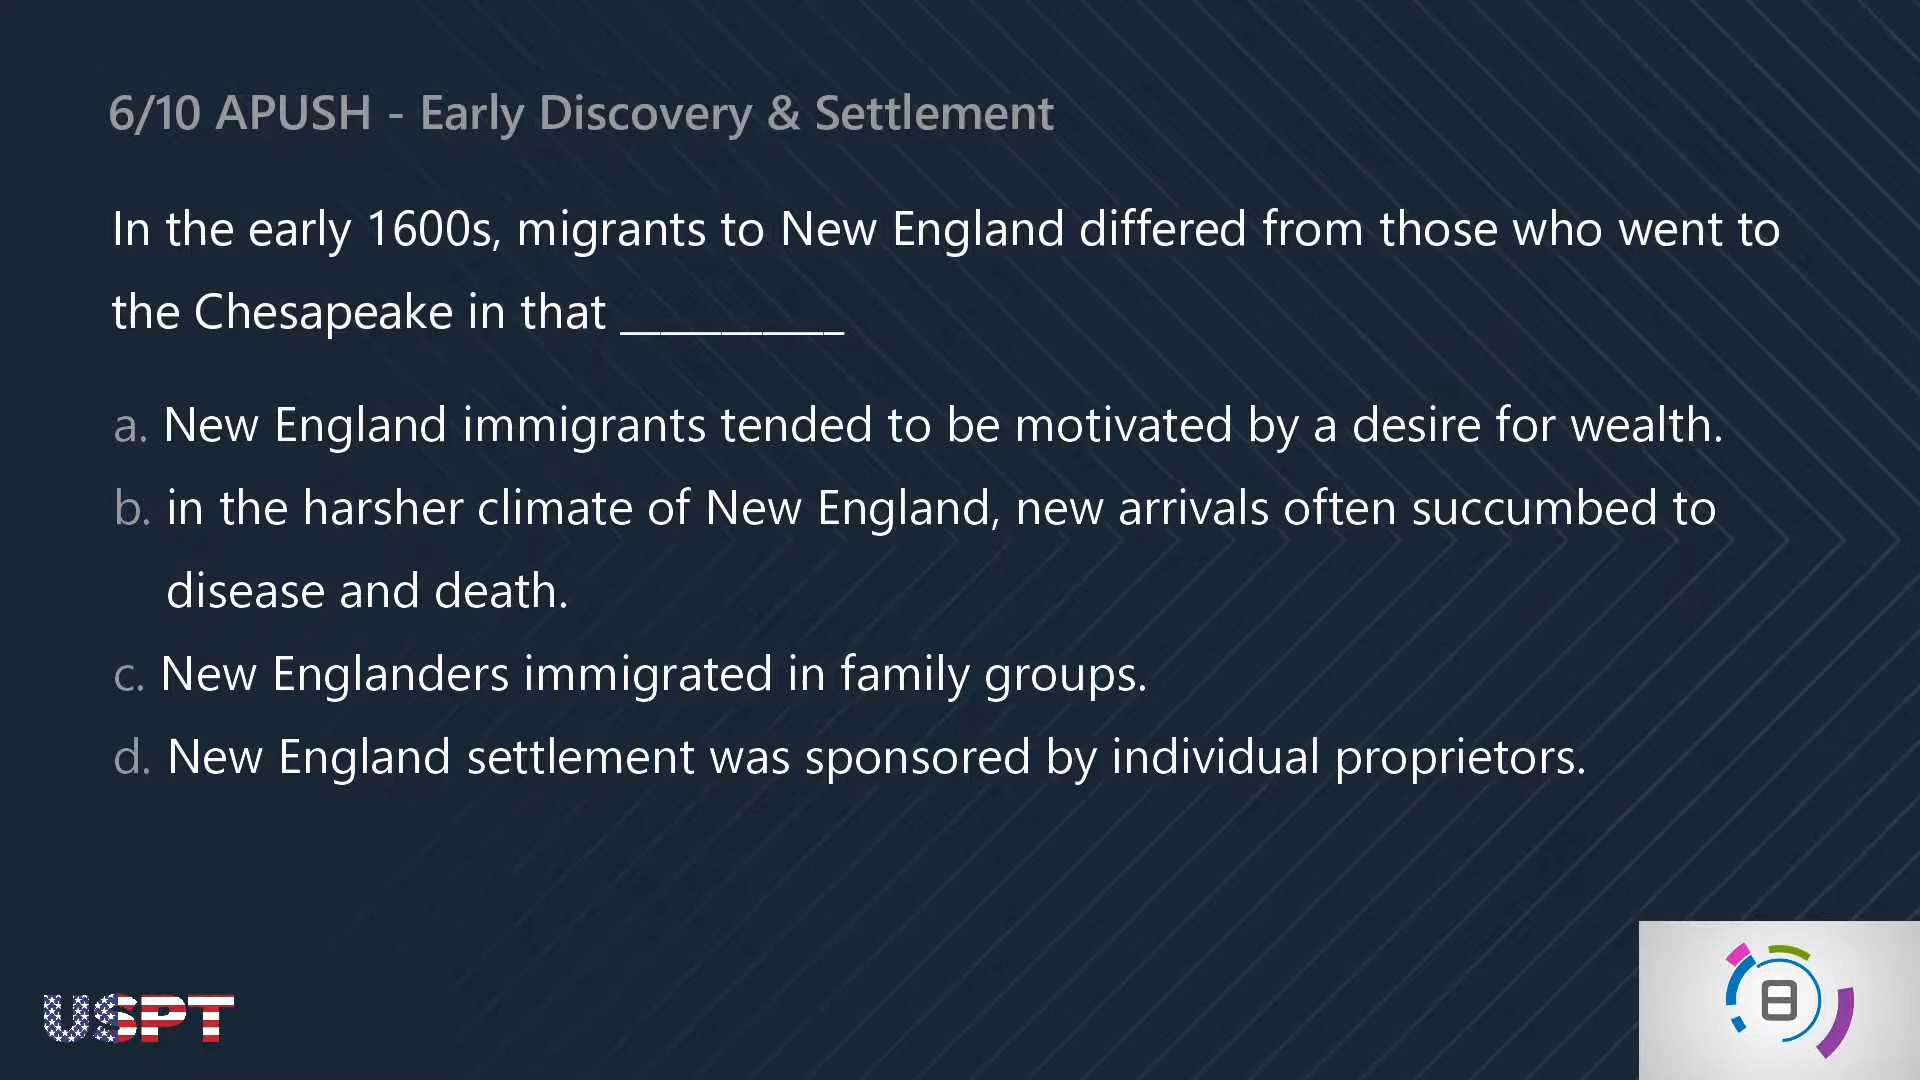 6/10 APUSH - Early Discovery & Settlement
In the early 1600s, migrants to New England differed from those who went to
the Chesapeake in that ___________
a. New England immigrants tended to be motivated by a desire for wealth.
b. in the harsher climate of New England, new arrivals often succumbed to
disease and death.
c. New Englanders immigrated in family groups.
d. New England settlement was sponsored by individual proprietors.
USPT
8